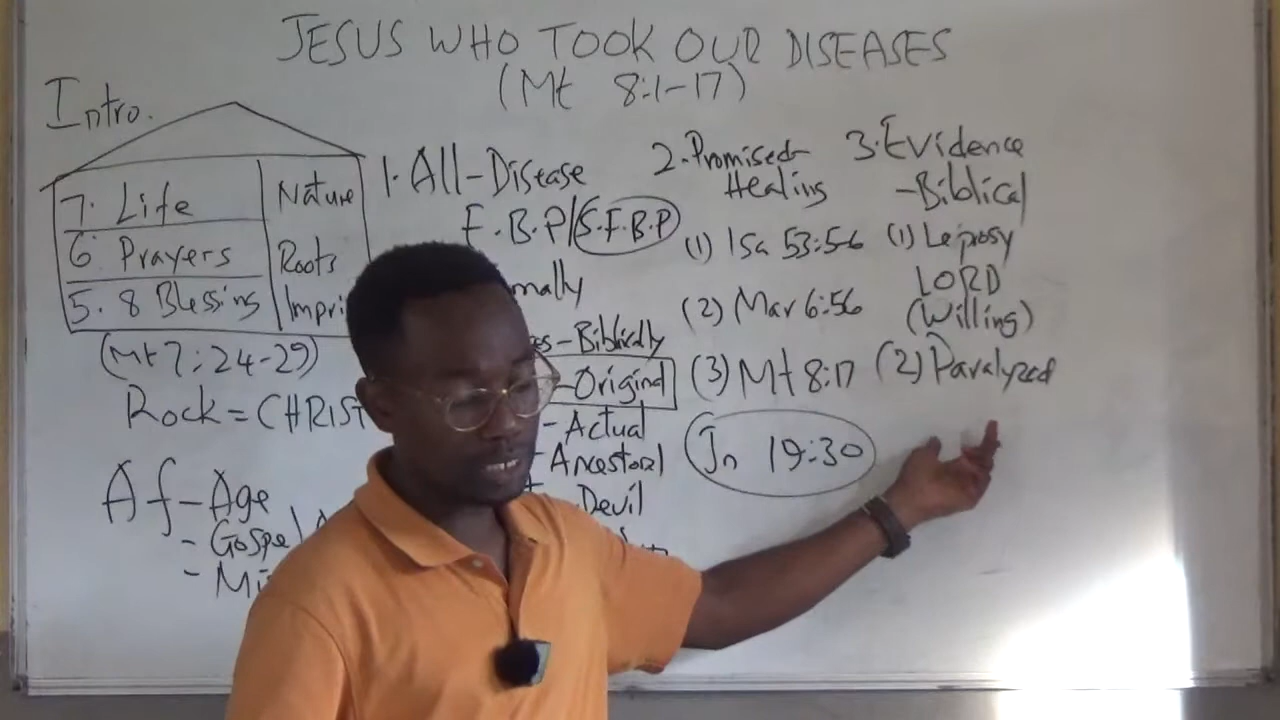 JESUS WHO TOOK OUR DISEASES
(Mt 8:1-17)
Intro.
7. Life
Nature
6. Prayers
Roots
5. 8 Blessing
(Mt 7:24-29)
Rock = CHRIST
Af-Age
- Gospel
1. All-Disease
F.B.P/S.F.B.P
-Biblically
-Original
- Actual
- Ancestoral
Devil
2. Promised-
Healing
(1) Isa 53:5-6
(2) Mar 6:56
(3) Mt 8:17
Jn 19:30
3. Evidence
-Biblical
(1) Leprosy
LORD
(Willing)
(2) Paralyzed